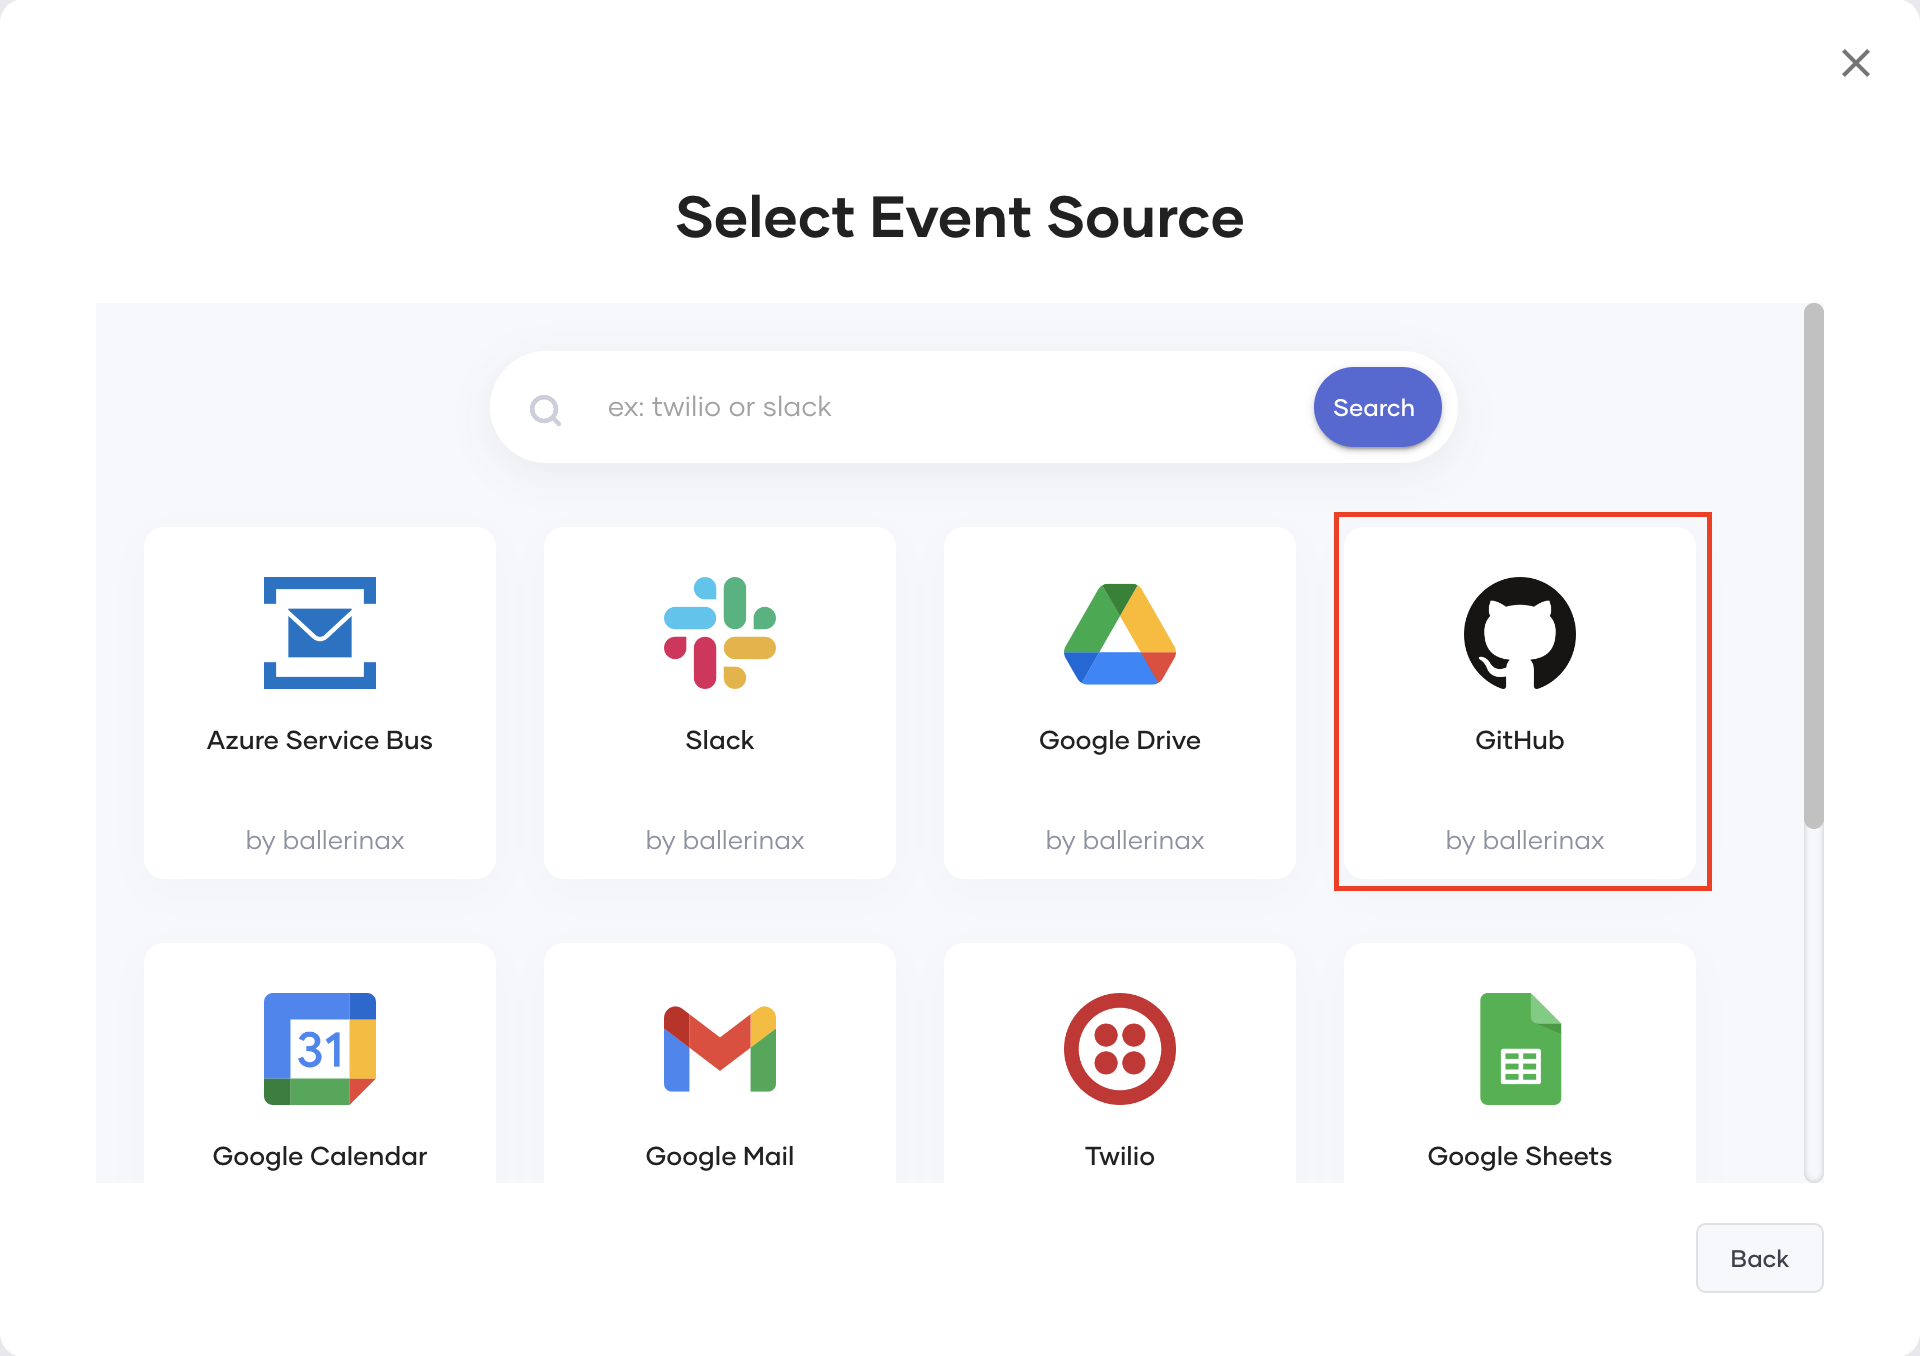 Select Event Source
ex: twilio or slack
Search
Azure Service Bus
Slack
Google Drive
GitHub
by ballerinax
by ballerinax
by ballerinax
by ballerinax
31
Google Calendar
Google Mail
Twilio
Google Sheets
Back